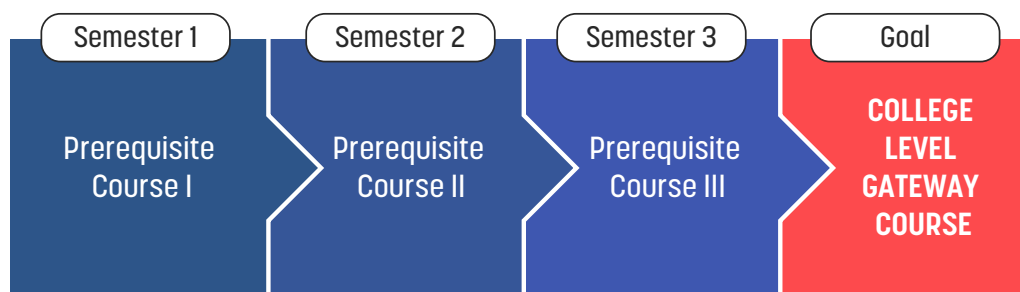 Semester 1
Semester 2
Semester 3
Goal
Prerequisite
Course I
Prerequisite
Course II
Prerequisite
Course III
COLLEGE
LEVEL
GATEWAY
COURSE